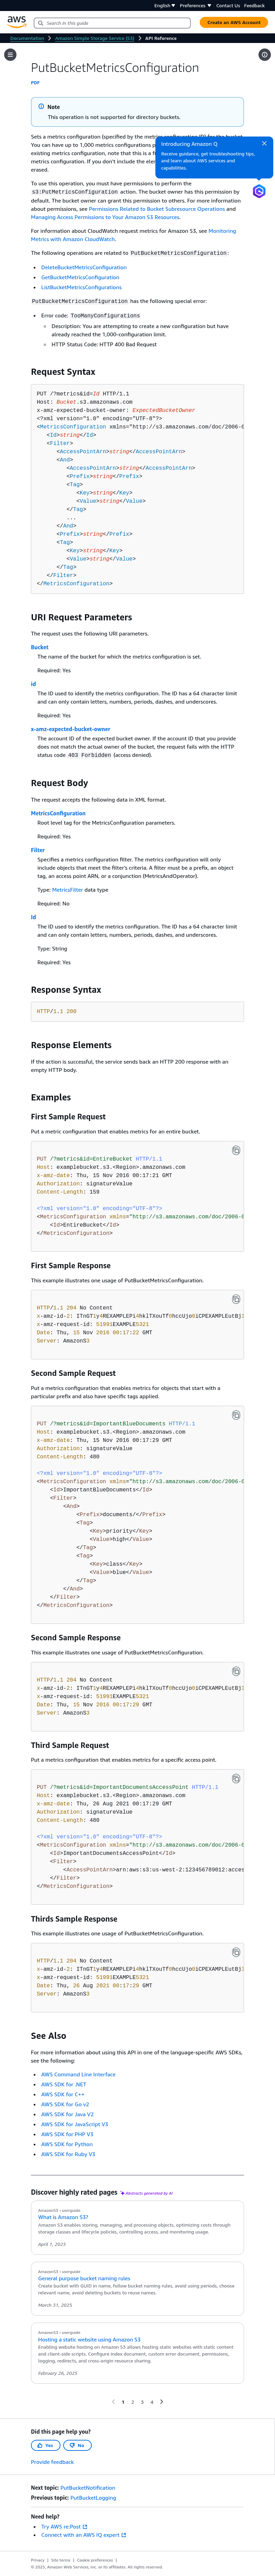 English ▼ Preferences ▼ Contact Us Feedback
aws
Search in this guide
Create an AWS Account
Documentation > Amazon Simple Storage Service (S3) > API Reference
PutBucketMetricsConfiguration
PDF
Note
This operation is not supported for directory buckets.
Introducing Amazon Q
Receive guidance, get troubleshooting tips, and learn about AWS services and capabilities.
Sets a metrics configuration (specified by the metrics configuration ID) for the
You can have up to 1,000 metrics configurations
erased.
To use this operation, you must have permissions to perform the
s3:PutMetricsConfiguration action. The bucket owner has this permission by
default. The bucket owner can grant this permission to others. For more information about
permissions, see Permissions Related to Bucket Subresource Operations and
Managing Access Permissions to Your Amazon S3 Resources.
For information about CloudWatch request metrics for Amazon S3, see Monitoring
Metrics with Amazon CloudWatch.
The following operations are related to PutBucketMetricsConfiguration:
DeleteBucketMetricsConfiguration
GetBucketMetricsConfiguration
ListBucketMetricsConfigurations
PutBucketMetricsConfiguration has the following special error:
Error code: TooManyConfigurations
Description: You are attempting to create a new configuration but have
already reached the 1,000-configuration limit.
HTTP Status Code: HTTP 400 Bad Request
Request Syntax
PUT /?metrics&id=Id HTTP/1.1
Host: Bucket.s3.amazonaws.com
x-amz-expected-bucket-owner: ExpectedBucketOwner
<?xml version="1.0" encoding="UTF-8"?>
<MetricsConfiguration xmlns="http://s3.amazonaws.com/doc/2006-0
<Id>string</Id>
<Filter>
<AccessPointArn>string</AccessPointArn>
<And>
<AccessPointArn>string</AccessPointArn>
<Prefix>string</Prefix>
<Tag>
<Key>string</Key>
<Value>string</Value>
</Tag>
...
</And>
<Prefix>string</Prefix>
<Tag>
<Key>string</Key>
<Value>string</Value>
</Tag>
</Filter>
</MetricsConfiguration>
URI Request Parameters
The request uses the following URI parameters.
Bucket
The name of the bucket for which the metrics configuration is set.
Required: Yes
id
The ID used to identify the metrics configuration. The ID has a 64 character limit
and can only contain letters, numbers, periods, dashes, and underscores.
Required: Yes
x-amz-expected-bucket-owner
The account ID of the expected bucket owner. If the account ID that you provide does
not match the actual owner of the bucket, the request fails with the HTTP
status code 403 Forbidden (access denied).
Request Body
The request accepts the following data in XML format.
MetricsConfiguration
Root level tag for the MetricsConfiguration parameters.
Required: Yes
Filter
Specifies a metrics configuration filter. The metrics configuration will only
include objects that meet the filter's criteria. A filter must be a prefix, an object
tag, an access point ARN, or a conjunction (MetricsAndOperator).
Type: MetricsFilter data type
Required: No
Id
The ID used to identify the metrics configuration. The ID has a 64 character limit
and can only contain letters, numbers, periods, dashes, and underscores.
Type: String
Required: Yes
Response Syntax
HTTP/1.1 200
Response Elements
If the action is successful, the service sends back an HTTP 200 response with an
empty HTTP body.
Examples
First Sample Request
Put a metric configuration that enables metrics for an entire bucket.
PUT /?metrics&id=EntireBucket HTTP/1.1
Host: examplebucket.s3.<Region>.amazonaws.com
x-amz-date: Thu, 15 Nov 2016 00:17:21 GMT
Authorization: signatureValue
Content-Length: 159
<?xml version="1.0" encoding="UTF-8"?>
<MetricsConfiguration xmlns="http://s3.amazonaws.com/doc/2006-0
<Id>EntireBucket</Id>
</MetricsConfiguration>
First Sample Response
This example illustrates one usage of PutBucketMetricsConfiguration.
HTTP/1.1 204 No Content
x-amz-request-id: 51991EXAMPLE5321
Date: Thu, 15 Nov 2016 00:17:22 GMT
Server: AmazonS3
Second Sample Request
Put a metrics configuration that enables metrics for objects that start with a
particular prefix and also have specific tags applied.
PUT /?metrics&id=ImportantBlueDocuments HTTP/1.1
Host: examplebucket.s3.<Region>.amazonaws.com
x-amz-date: Thu, 15 Nov 2016 00:17:29 GMT
Authorization: signatureValue
Content-Length: 480
<?xml version="1.0" encoding="UTF-8"?>
<MetricsConfiguration xmlns="http://s3.amazonaws.com/doc/2006-0
<Id>ImportantBlueDocuments</Id>
<Filter>
<And>
<Prefix>documents/</Prefix>
<Tag>
<Key>priority</Key>
<Value>high</Value>
</Tag>
<Tag>
<Key>class</Key>
<Value>blue</Value>
</Tag>
</And>
</Filter>
</MetricsConfiguration>
Second Sample Response
This example illustrates one usage of PutBucketMetricsConfiguration.
HTTP/1.1 204 No Content
x-amz-request-id: 51991EXAMPLE5321
Date: Thu, 15 Nov 2016 00:17:29 GMT
Server: AmazonS3
Third Sample Request
Put a metrics configuration that enables metrics for a specific access point.
PUT /?metrics&id=ImportantDocumentsAccessPoint HTTP/1.1
Host: examplebucket.s3.<Region>.amazonaws.com
x-amz-date: Thu, 26 Aug 2021 00:17:29 GMT
Authorization: signatureValue
Content-Length: 480
<?xml version="1.0" encoding="UTF-8"?>
<MetricsConfiguration xmlns="http://s3.amazonaws.com/doc/2006-0
<Id>ImportantDocumentsAccessPoint</Id>
<Filter>
<AccessPointArn>arn:aws:s3:us-west-2:123456789012:acces
</Filter>
</MetricsConfiguration>
Thirds Sample Response
This example illustrates one usage of PutBucketMetricsConfiguration.
HTTP/1.1 204 No Content
x-amz-request-id: 51991EXAMPLE5321
Date: Thu, 26 Aug 2021 00:17:29 GMT
Server: AmazonS3
See Also
For more information about using this API in one of the language-specific AWS SDKs,
see the following:
AWS Command Line Interface
AWS SDK for .NET
AWS SDK for C++
AWS SDK for Go v2
AWS SDK for Java V2
AWS SDK for JavaScript V3
AWS SDK for PHP V3
AWS SDK for Python
AWS SDK for Ruby V3
Discover highly rated pages Abstracts generated by AI
AmazonS3 › userguide
What is Amazon S3?
Amazon S3 enables storing, managing, and processing objects, optimizing costs through
storage classes and lifecycle policies, controlling access, and monitoring usage.
April 1, 2025
AmazonS3 › userguide
General purpose bucket naming rules
Create bucket with GUID in name, follow bucket naming rules, avoid using periods, choose
relevant name, avoid deleting buckets to reuse names.
March 31, 2025
AmazonS3 › userguide
Hosting a static website using Amazon S3
Enabling website hosting on Amazon S3 allows hosting static websites with static content
and client-side scripts. Configure index document, custom error document, permissions,
logging, redirects, and cross-origin resource sharing.
February 26, 2025
1 2 3 4
Did this page help you?
Yes No
Provide feedback
Next topic: PutBucketNotification
Previous topic: PutBucketLogging
Need help?
Try AWS re:Post
Connect with an AWS IQ expert
Privacy | Site terms | Cookie preferences |
© 2025, Amazon Web Services, Inc. or its affiliates. All rights reserved.